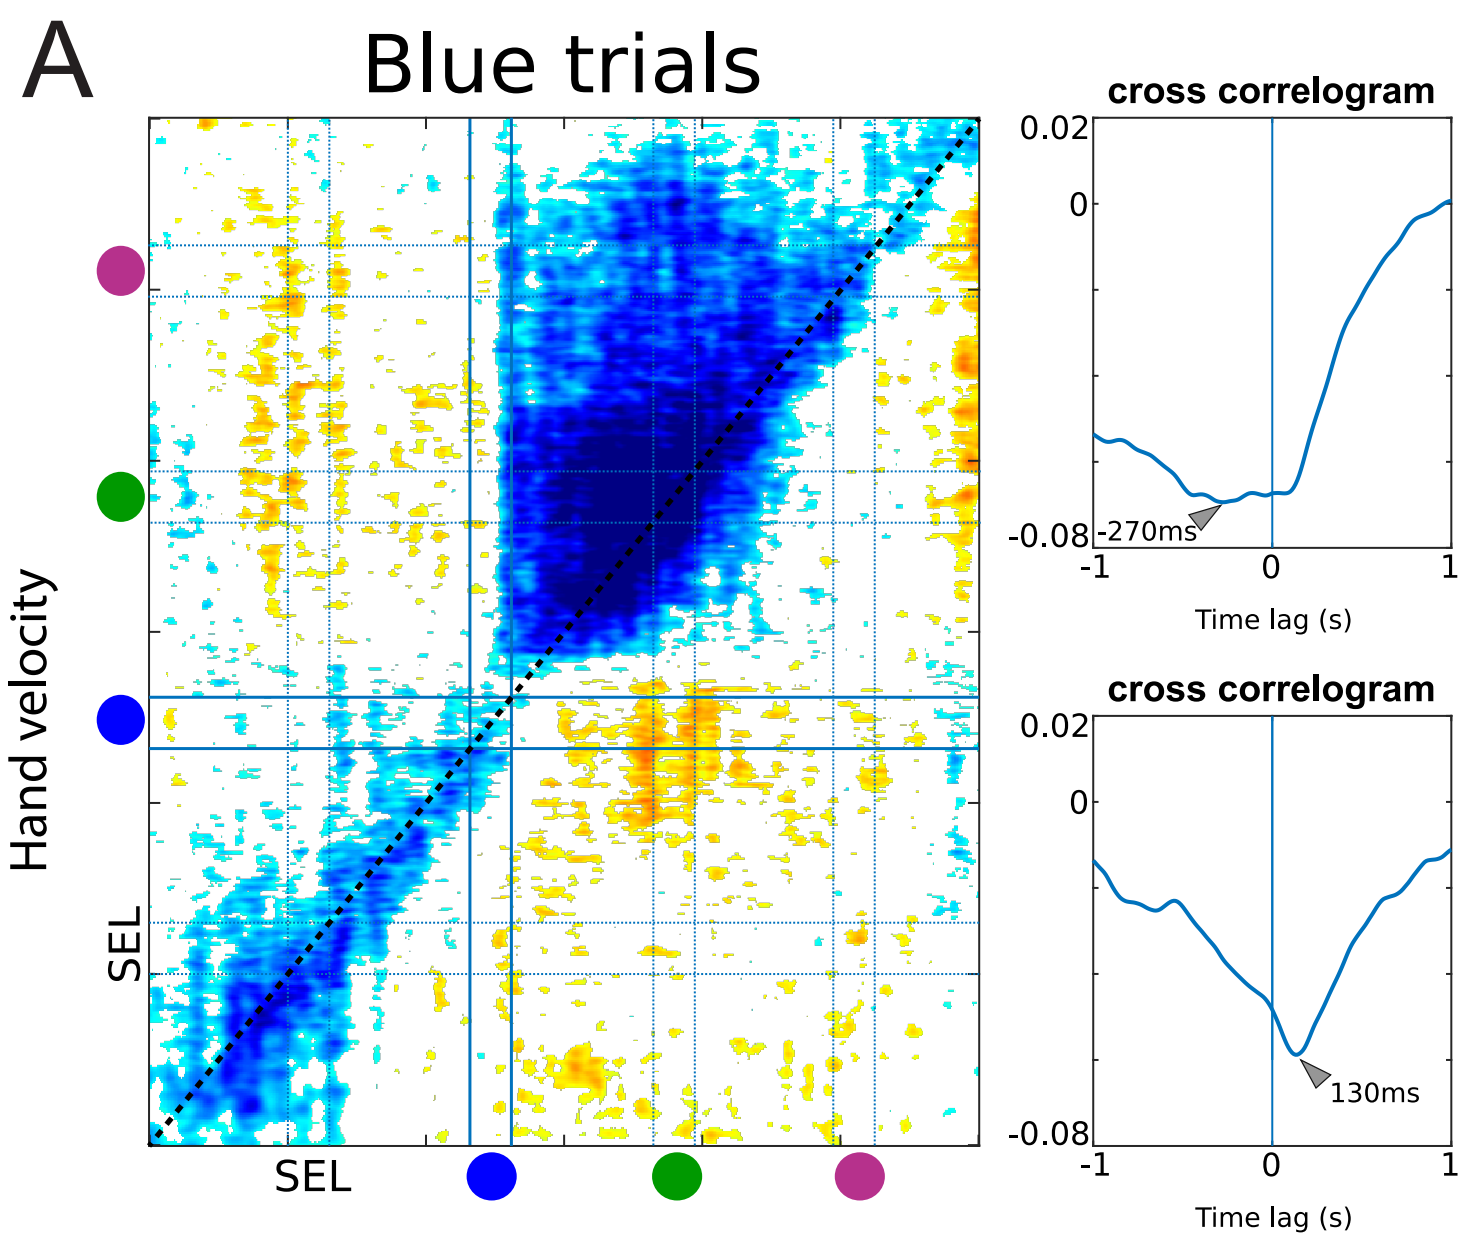 A
Blue trials
Hand velocity
SEL
SEL
cross correlogram
0.02
0
-0.08
-270ms
-1
0
1
Time lag (s)
cross correlogram
0.02
0
-0.08
130ms
-1
0
1
Time lag (s)